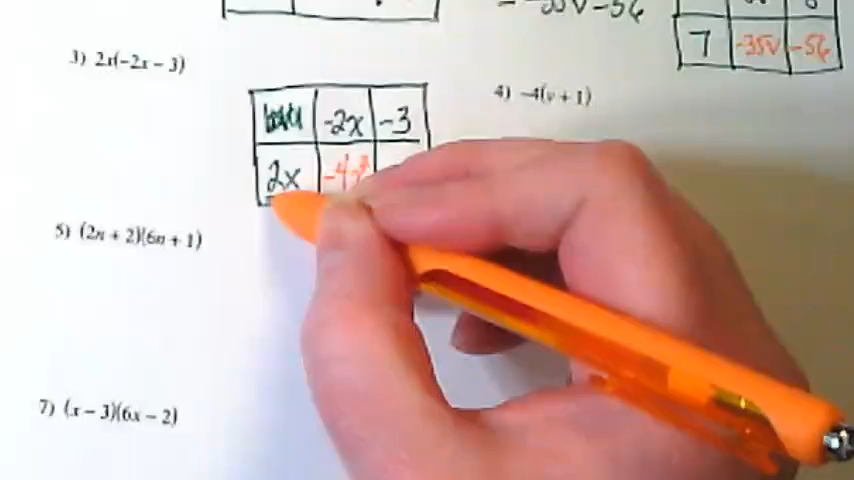 = -35v-56
7 -35v -56
3) 2x(-2x - 3)
-2x -3
2x
4) -4(v + 1)
5) (2n + 2)(6n + 1)
7) (x - 3)(6x - 2)